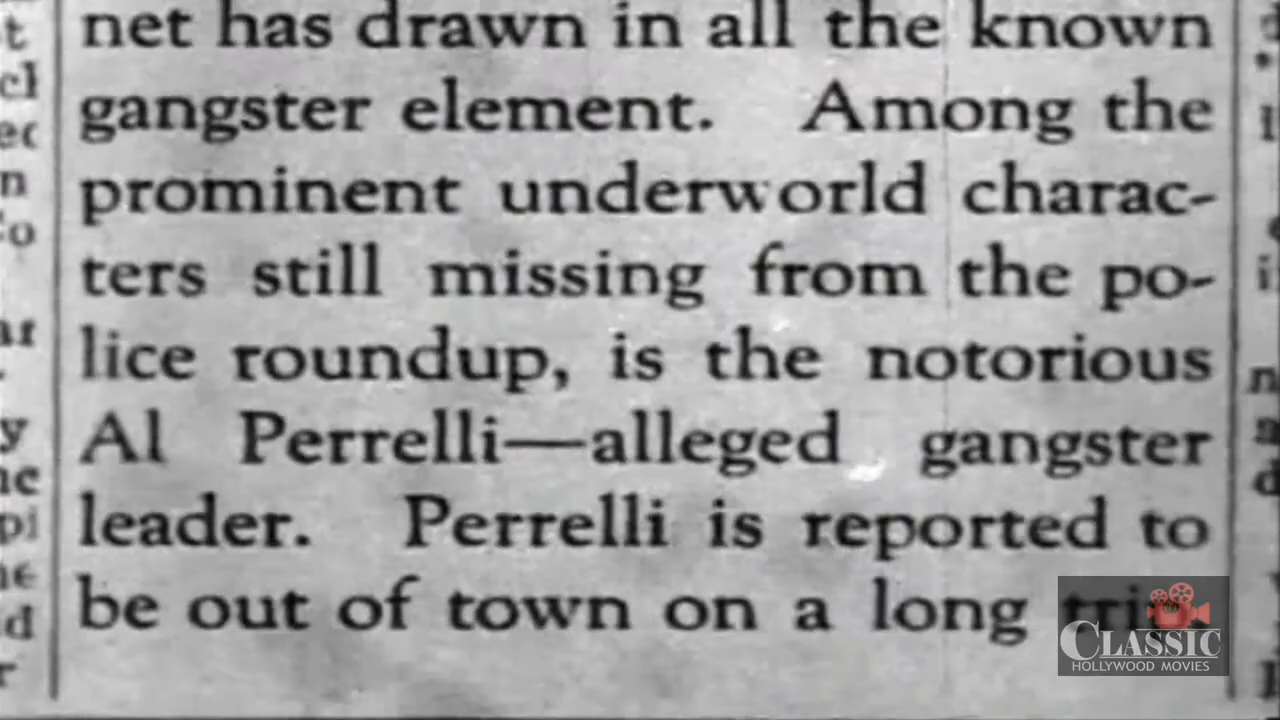 net has drawn in all the known
gangster element. Among the
prominent underworld charac-
ters still missing from the po-
lice roundup, is the notorious
Al Perrelli—alleged gangster
leader. Perrelli is reported to
be out of town on a long
CLASSIC
HOLLYWOOD MOVIES